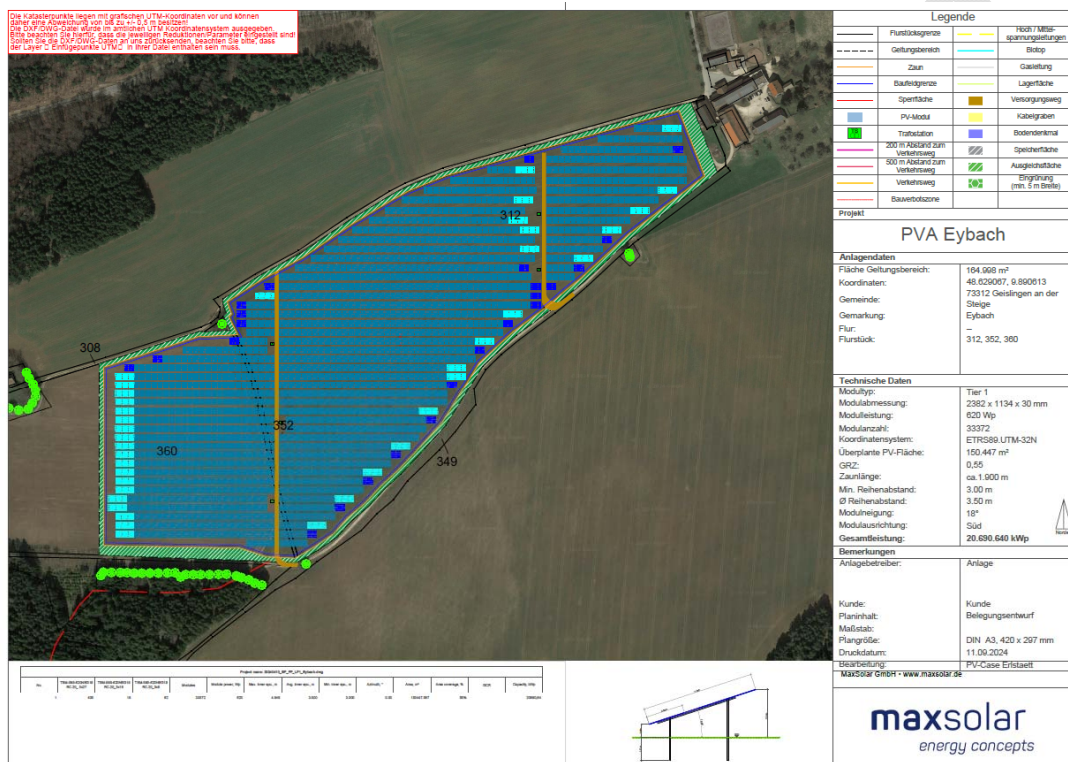 Die Katasterpunkte liegen mit grafischen UTM-Koordinaten vor und können
daher eine Abweichung von bis zu +/- 0,5 m besitzen!
Die DXF/DWG-Datei wurde im amtlichen UTM Koordinatensystem ausgegeben.
Bitte beachten Sie hierfür, dass die jeweiligen Reduktionen/Parameter eingestellt sind!
Sollten Sie die DXF/DWG-Daten an uns zurücksenden, beachten Sie bitte, dass
der Layer Einfügepunkte UTM in Ihrer Datei enthalten sein muss.
312
308
352
360
349
Legende
Flurstücksgrenze
Hoch / Mittel-
spannungsleitungen
Geltungsbereich
Biotop
Zaun
Gasleitung
Baufeldgrenze
Lagerfläche
Sperrfläche
Versorgungsweg
PV-Modul
Kabelgraben
Trafostation
Bodendenkmal
200 m Abstand zum
Verkehrsweg
Speicherfläche
500 m Abstand zum
Verkehrsweg
Ausgleichsfläche
Verkehrsweg
Eingrünung
(min. 5 m Breite)
Bauverbotszone
Projekt
PVA Eybach
Anlagendaten
Fläche Geltungsbereich: 164.998 m²
Koordinaten: 48.629067, 9.890613
Gemeinde: 73312 Geislingen an der
Steige
Gemarkung: Eybach
Flur: –
Flurstück: 312, 352, 360
Technische Daten
Modultyp: Tier 1
Modulabmessung: 2382 x 1134 x 30 mm
Modulleistung: 620 Wp
Modulanzahl: 33372
Koordinatensystem: ETRS89.UTM-32N
Überplante PV-Fläche: 150.447 m²
GRZ: 0,55
Zaunlänge: ca.1.900 m
Min. Reihenabstand: 3.00 m
Ø Reihenabstand: 3.50 m
Modulneigung: 18°
Modulausrichtung: Süd
Gesamtleistung: 20.690.640 kWp
Bemerkungen
Anlagebetreiber: Anlage
Kunde: Kunde
Planinhalt: Belegungsentwurf
Maßstab:
Plangröße: DIN A3, 420 x 297 mm
Druckdatum: 11.09.2024
Bearbeitung: PV-Case Erlstaett
MaxSolar GmbH • www.maxsolar.de
maxsolar
energy concepts